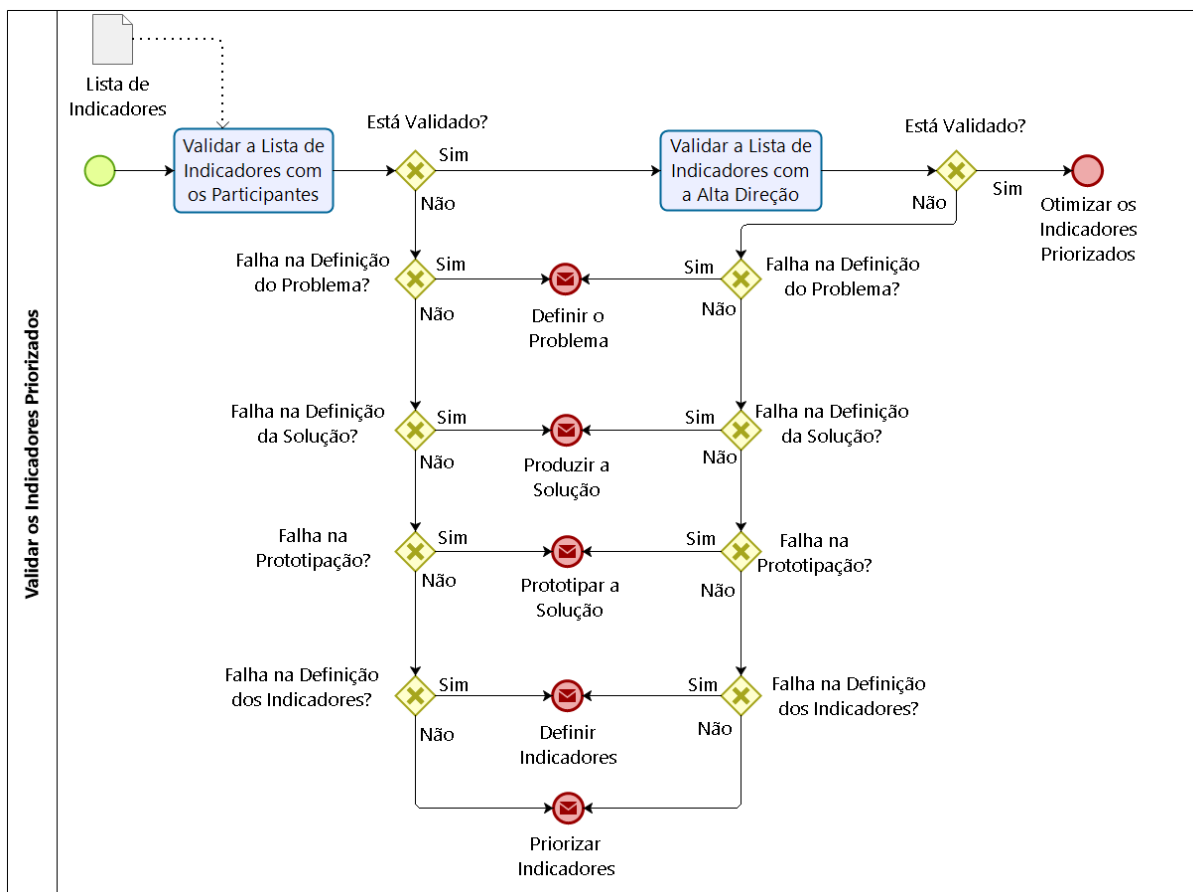 Validar os Indicadores Priorizados
Lista de
Indicadores
Validar a Lista de
Indicadores com
os Participantes
Está Validado?
Sim
Não
Validar a Lista de
Indicadores com
a Alta Direção
Está Validado?
Sim
Não
Otimizar os
Indicadores
Priorizados
Falha na Definição
do Problema?
Sim
Não
Definir o
Problema
Sim
Não
Falha na Definição
do Problema?
Falha na Definição
da Solução?
Sim
Não
Produzir a
Solução
Sim
Não
Falha na Definição
da Solução?
Falha na
Prototipação?
Sim
Não
Prototipar a
Solução
Sim
Não
Falha na
Prototipação?
Falha na Definição
dos Indicadores?
Sim
Não
Definir
Indicadores
Sim
Não
Falha na Definição
dos Indicadores?
Priorizar
Indicadores